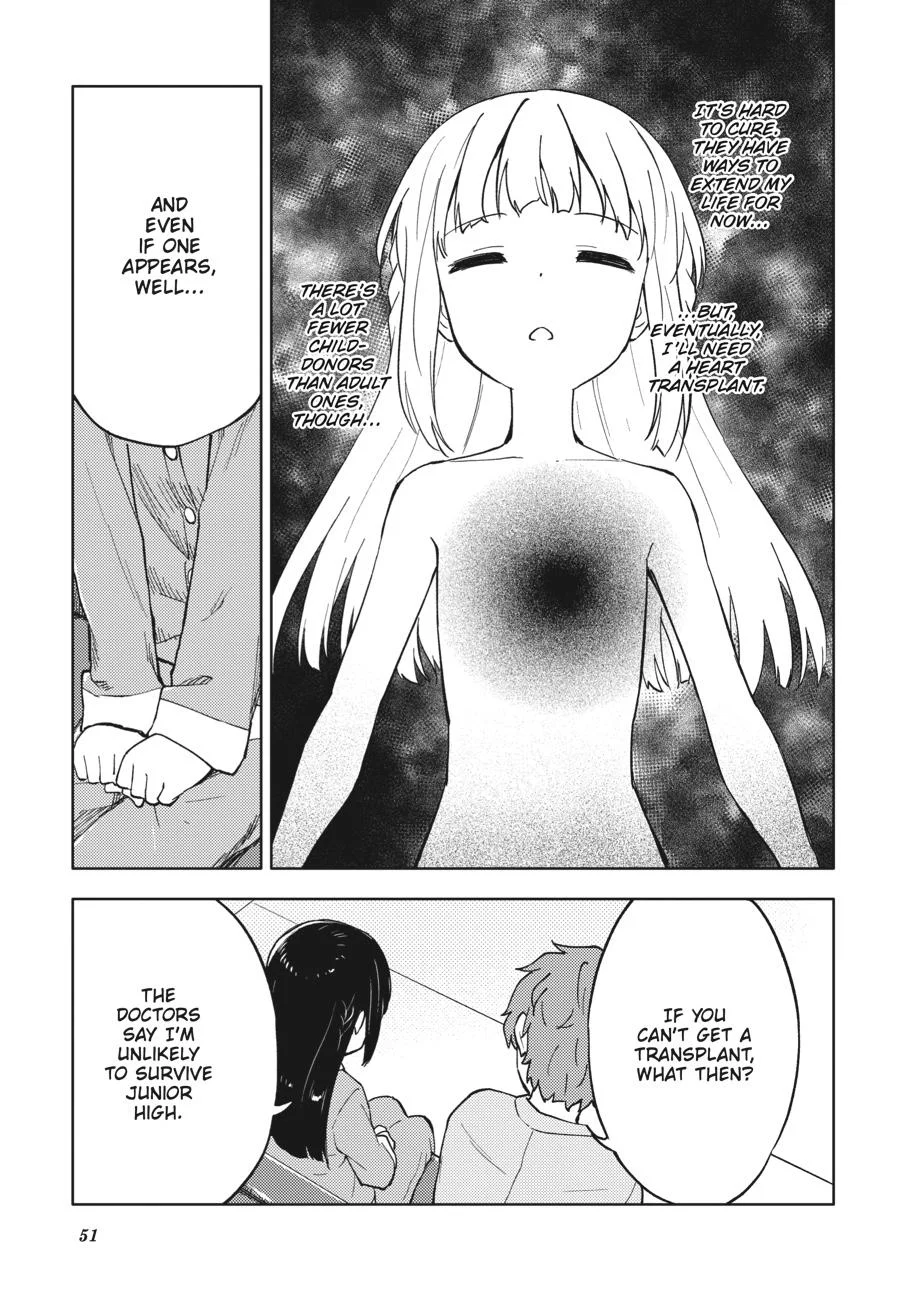 IT'S HARD
TO CURE.
THEY HAVE
WAYS TO
EXTEND MY
LIFE FOR
NOW...
...BUT,
EVENTUALLY,
I'LL NEED
A HEART
TRANSPLANT.
THERE'S
A LOT
FEWER
CHILD-
DONORS
THAN ADULT
ONES,
THOUGH...
AND
EVEN
IF ONE
APPEARS,
WELL...
IF YOU
CAN'T GET A
TRANSPLANT,
WHAT THEN?
THE
DOCTORS
SAY I'M
UNLIKELY
TO SURVIVE
JUNIOR
HIGH.
51